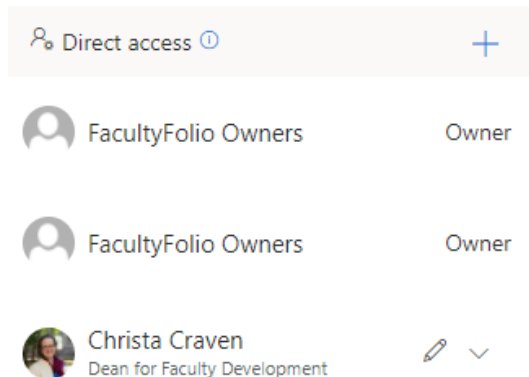 Direct access
FacultyFolio Owners Owner
FacultyFolio Owners Owner
Christa Craven
Dean for Faculty Development